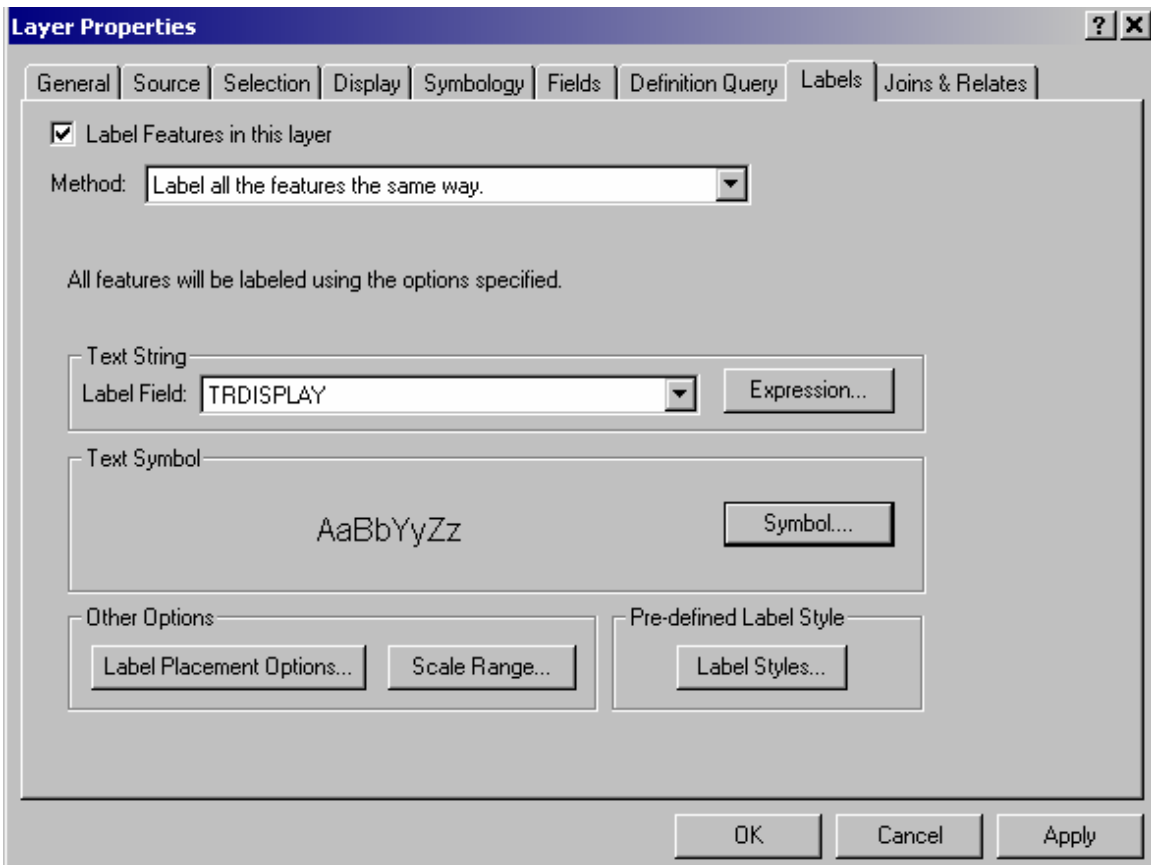 Layer Properties
General Source Selection Display Symbology Fields Definition Query Labels Joins & Relates
Label Features in this layer
Method: Label all the features the same way.
All features will be labeled using the options specified.
Text String
Label Field: TRDISPLAY Expression...
Text Symbol
AaBbYyZz Symbol....
Other Options Pre-defined Label Style
Label Placement Options... Scale Range... Label Styles...
OK Cancel Apply